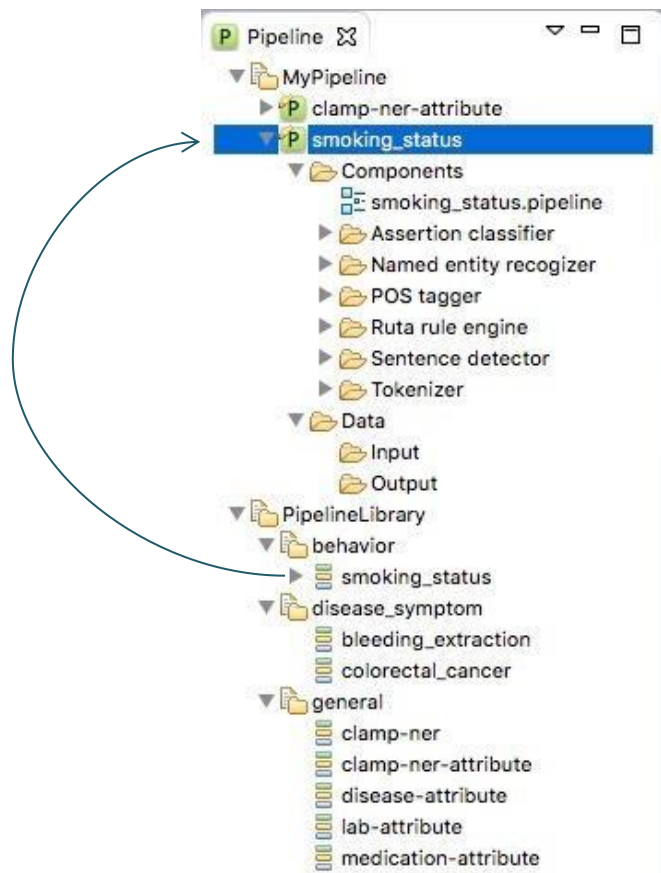 P Pipeline
MyPipeline
P clamp-ner-attribute
P smoking_status
Components
smoking_status.pipeline
Assertion classifier
Named entity recogizer
POS tagger
Ruta rule engine
Sentence detector
Tokenizer
Data
Input
Output
PipelineLibrary
behavior
smoking_status
disease_symptom
bleeding_extraction
colorectal_cancer
general
clamp-ner
clamp-ner-attribute
disease-attribute
lab-attribute
medication-attribute